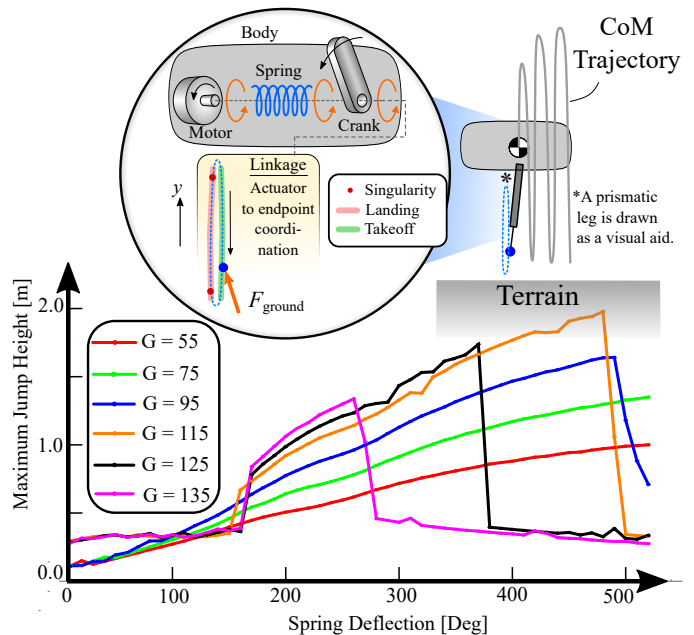 Body
Spring
Motor
Crank
Linkage
Actuator
to endpoint
coordi-
nation
y
F_ground
Singularity
Landing
Takeoff
CoM
Trajectory
*
*A prismatic
leg is drawn
as a visual aid.
Terrain
Maximum Jump Height [m]
2.0
1.0
0.0
G = 55
G = 75
G = 95
G = 115
G = 125
G = 135
0
100
200
300
400
500
Spring Deflection [Deg]